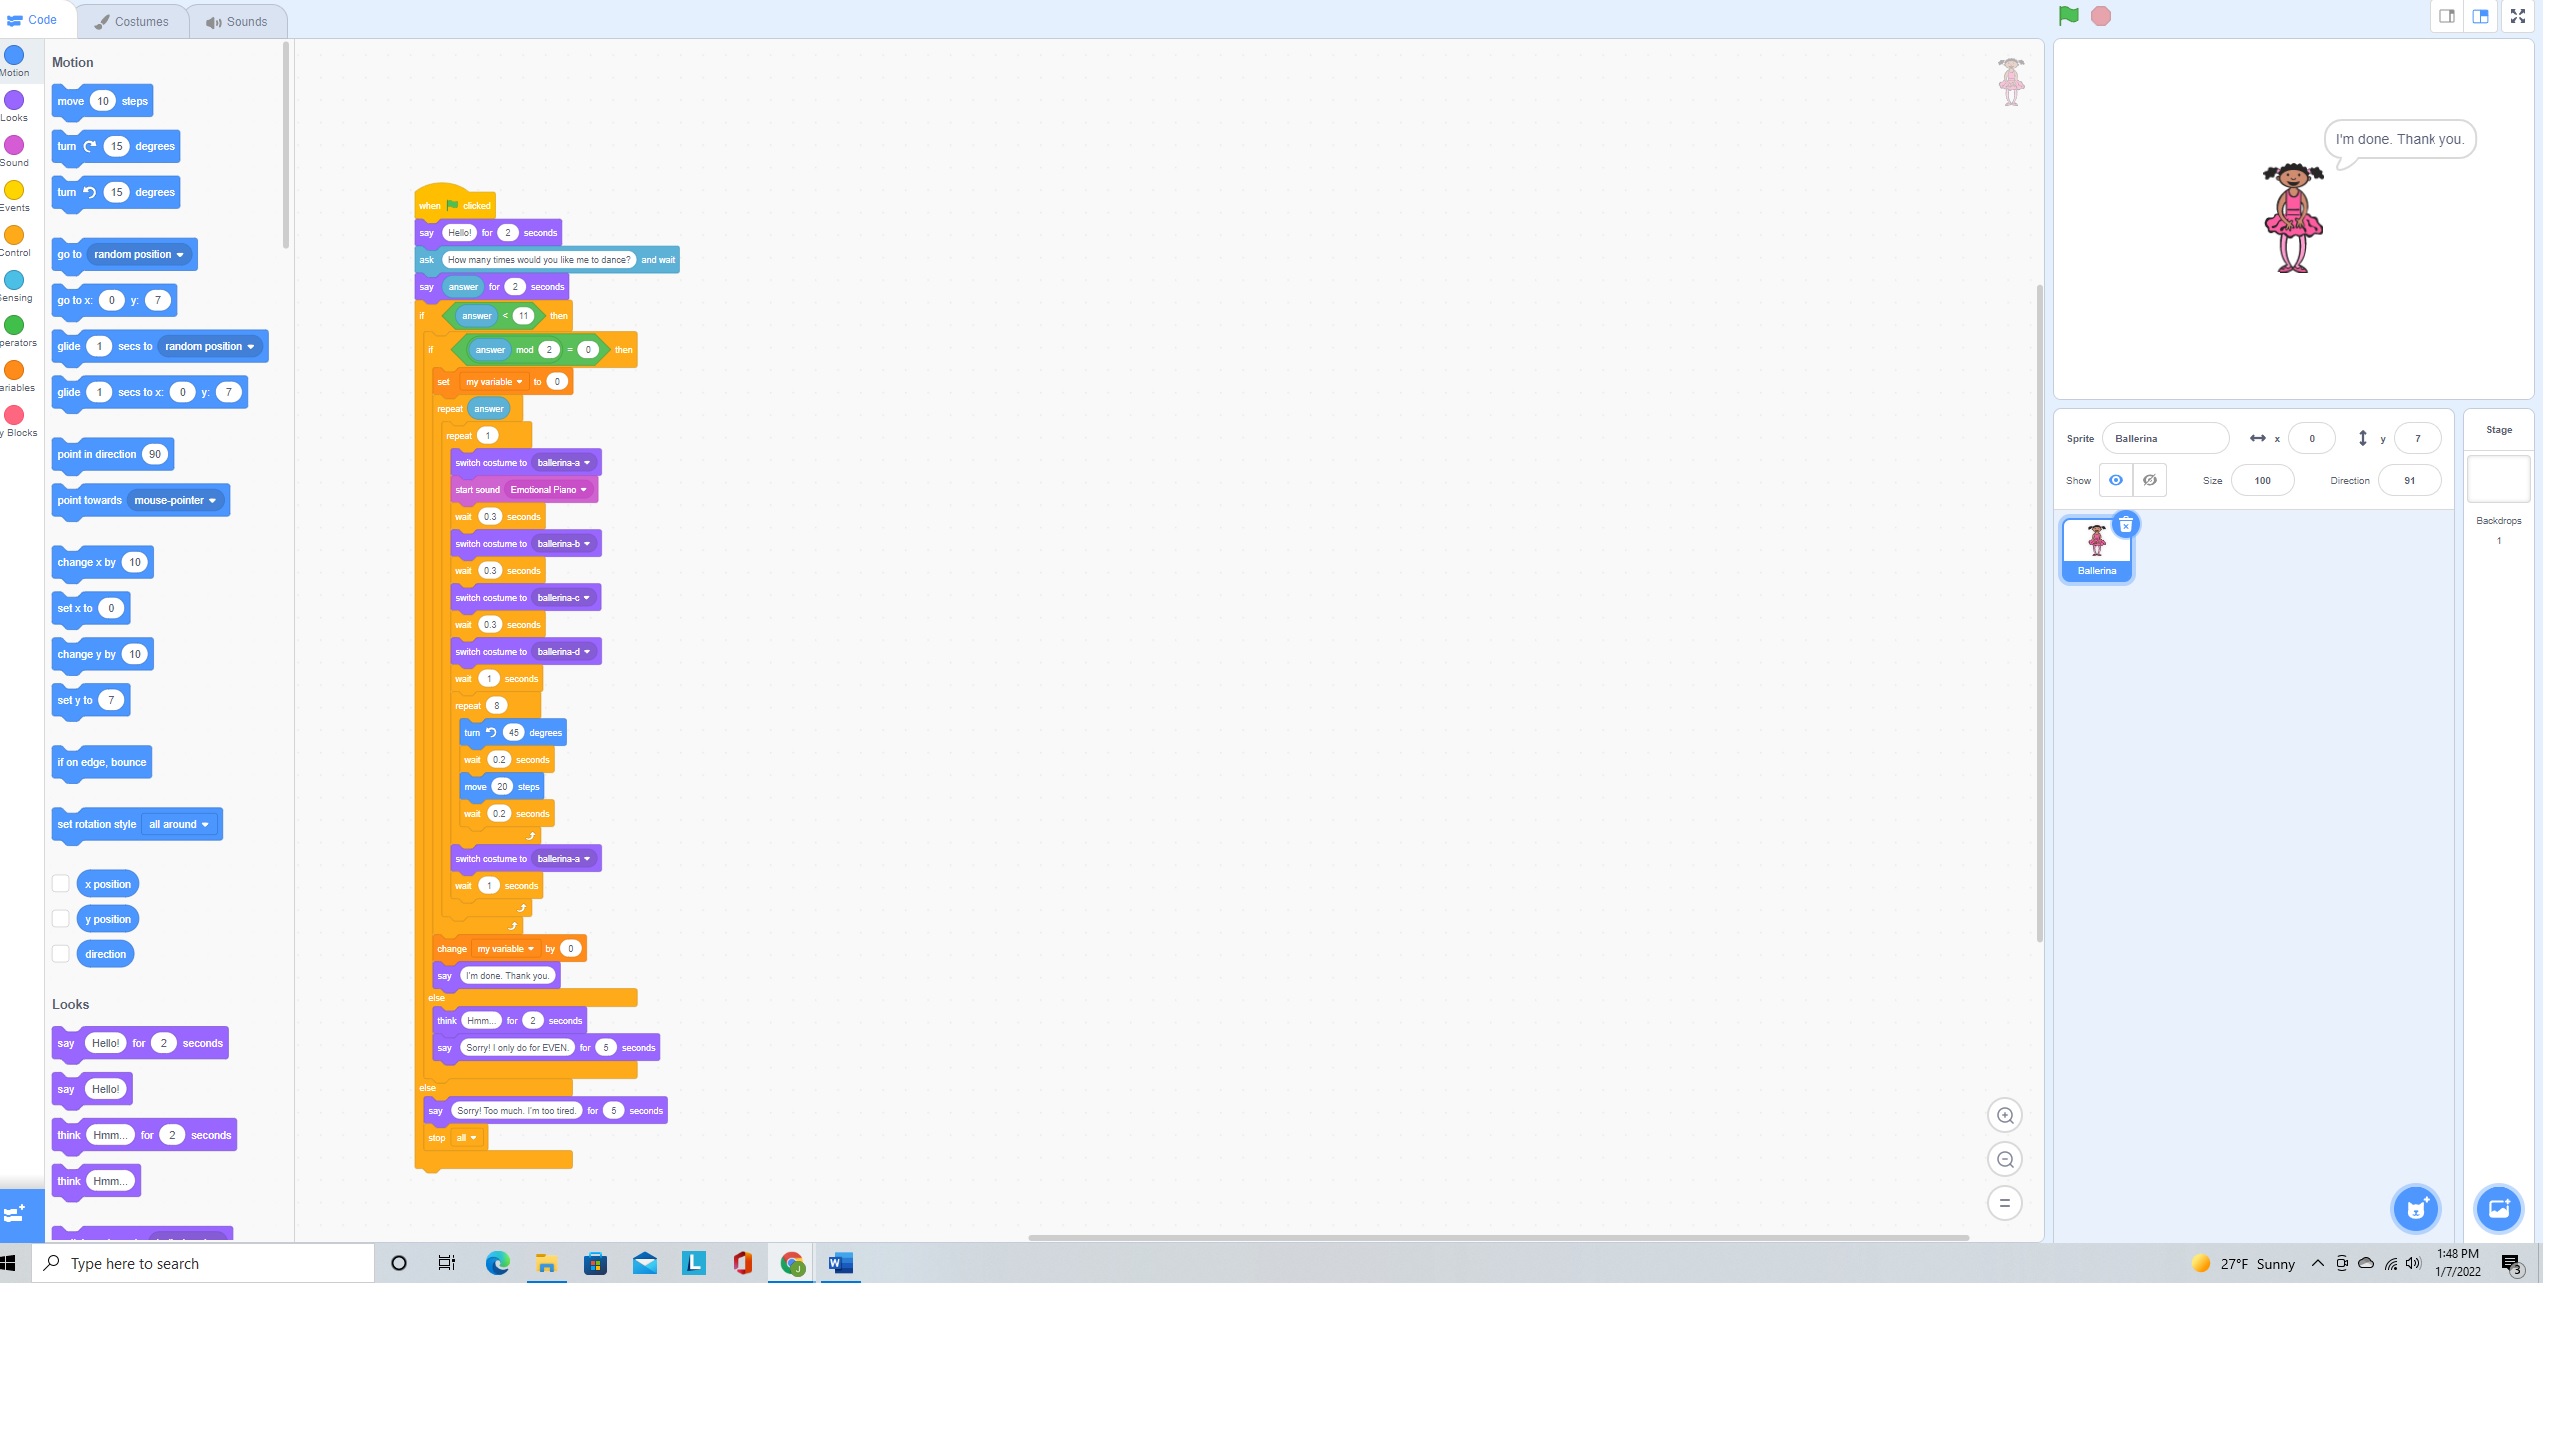 Code
Costumes
Sounds
Motion
Looks
Sound
Events
Control
Sensing
perators
ariables
y Blocks
Motion
move 10 steps
turn 15 degrees
turn 15 degrees
go to random position
go to x: 0 y: 7
glide 1 secs to random position
glide 1 secs to x: 0 y: 7
point in direction 90
point towards mouse-pointer
change x by 10
set x to 0
change y by 10
set y to 7
if on edge, bounce
set rotation style all around
x position
y position
direction
Looks
say Hello! for 2 seconds
say Hello!
think Hmm... for 2 seconds
think Hmm...
when clicked
say Hello! for 2 seconds
ask How many times would you like me to dance? and wait
say answer for 2 seconds
if answer < 11 then
if answer mod 2 = 0 then
set my variable to 0
repeat answer
repeat 1
switch costume to ballerina-a
start sound Emotional Piano
wait 0.3 seconds
switch costume to ballerina-b
wait 0.3 seconds
switch costume to ballerina-c
wait 0.3 seconds
switch costume to ballerina-d
wait 1 seconds
repeat 8
turn 45 degrees
wait 0.2 seconds
move 20 steps
wait 0.2 seconds
switch costume to ballerina-a
wait 1 seconds
change my variable by 0
say I'm done. Thank you.
else
think Hmm... for 2 seconds
say Sorry! I only do for EVEN. for 5 seconds
else
say Sorry! Too much. I'm too tired. for 5 seconds
stop all
I'm done. Thank you.
Sprite Ballerina x 0 y 7
Show Size 100 Direction 91
Ballerina
Stage
Backdrops
1
Type here to search
27°F Sunny
1:48 PM
1/7/2022
3